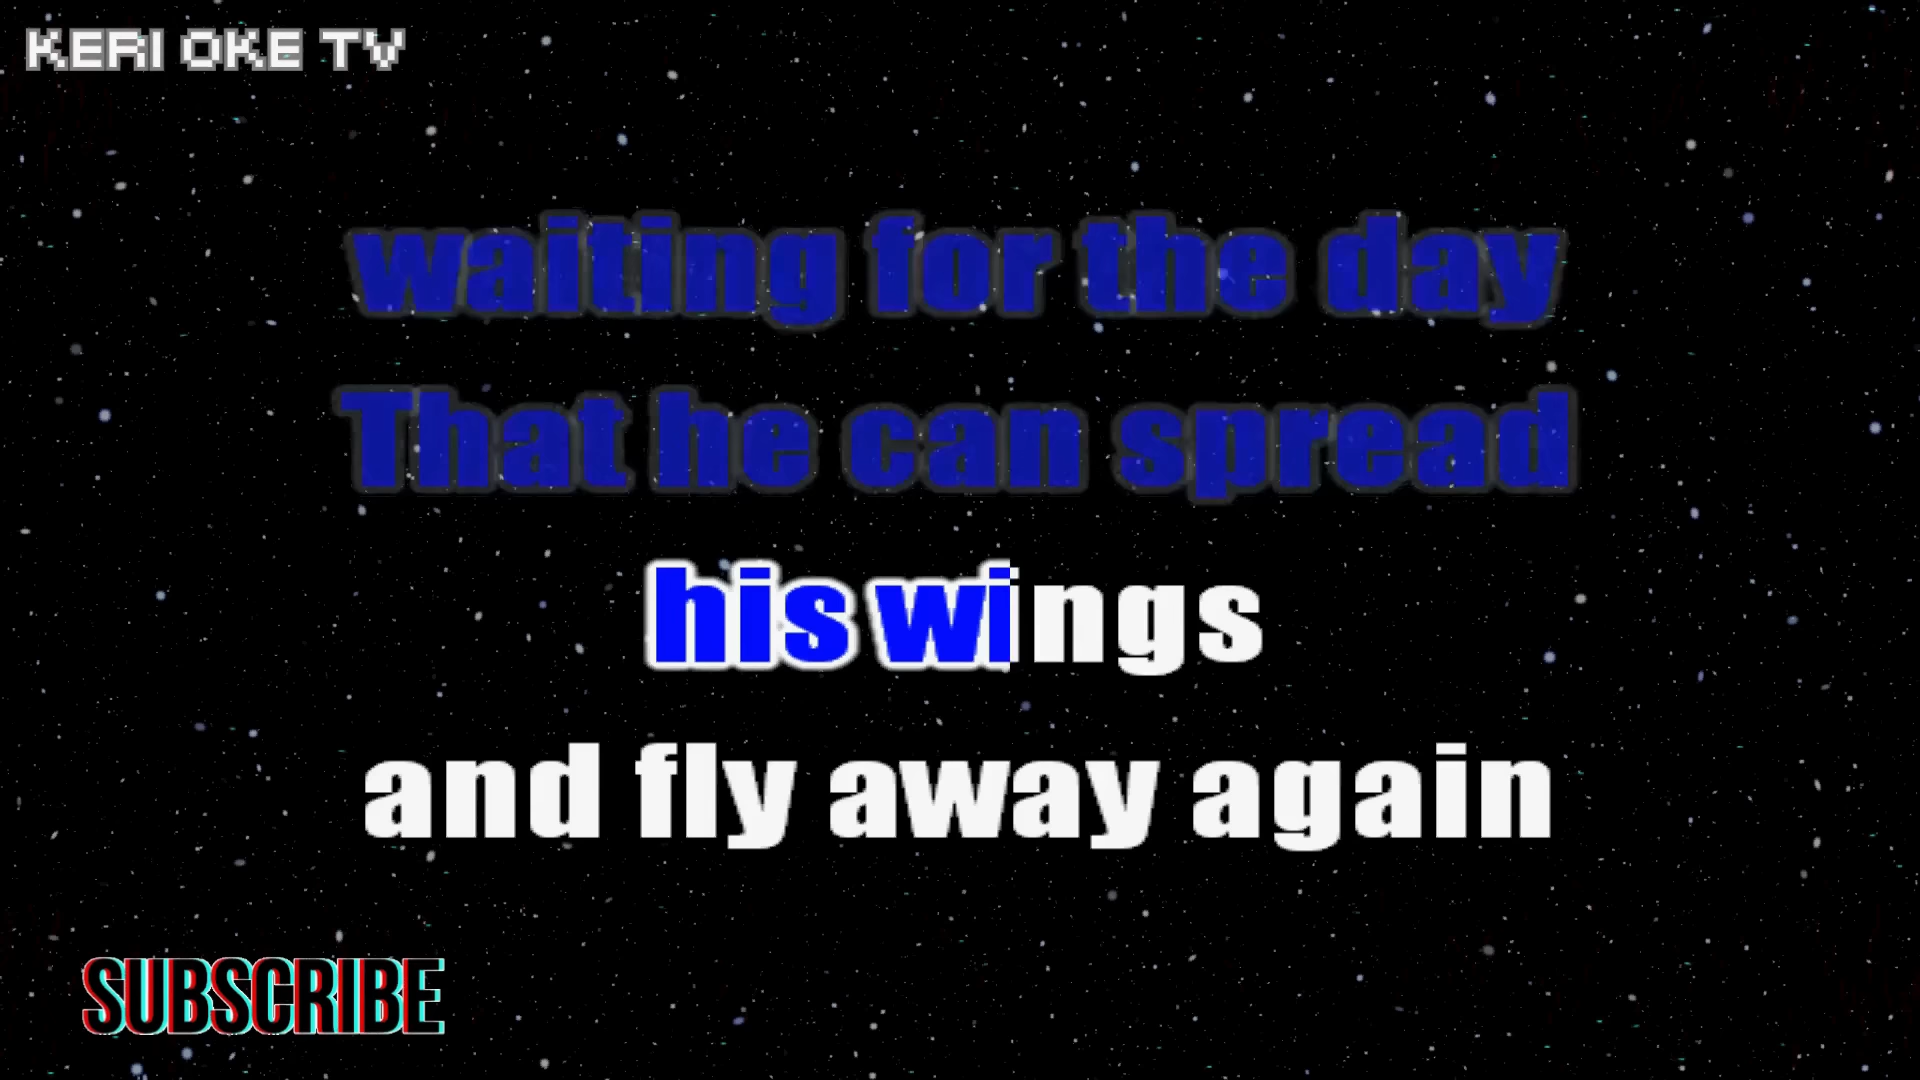 KERI OKE TV
waiting for the day
That he can spread
his wings
and fly away again
SUBSCRIBE